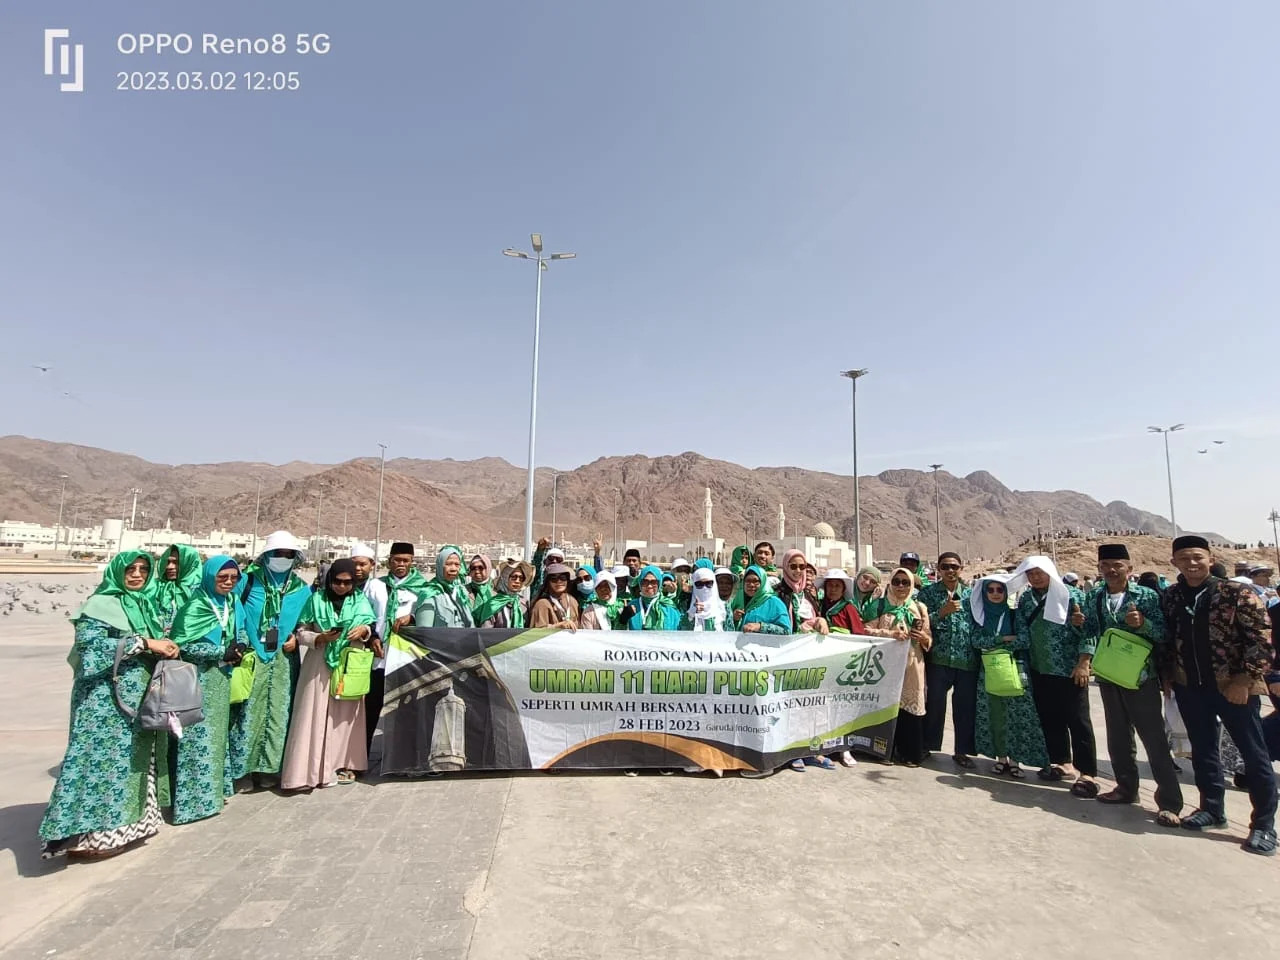 OPPO Reno8 5G
2023.03.02 12:05
ROMBONGAN JAMAAH
UMRAH 11 HARI PLUS THAIF
SEPERTI UMRAH BERSAMA KELUARGA SENDIRI
28 FEB 2023 Garuda Indonesia
MAQBULAH